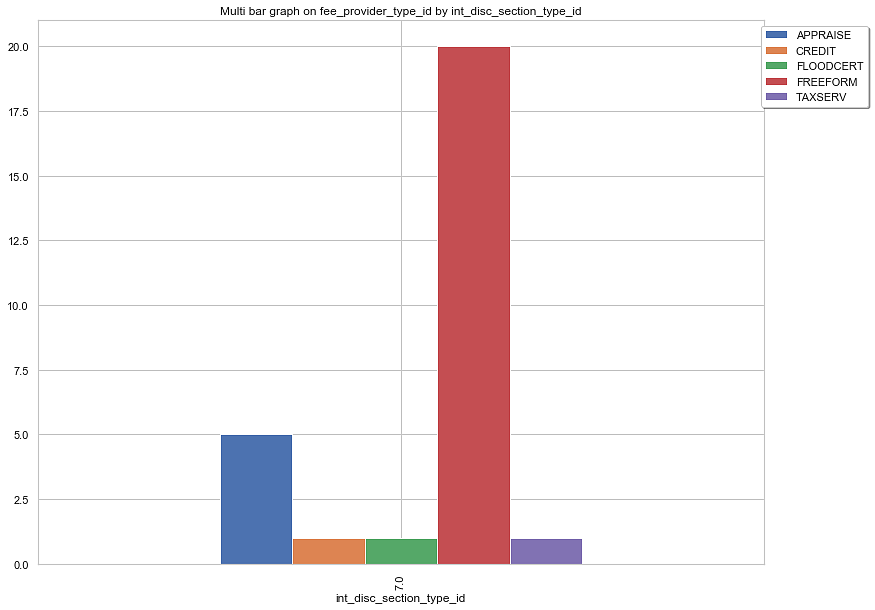 Multi bar graph on fee_provider_type_id by int_disc_section_type_id
APPRAISE
CREDIT
FLOODCERT
FREEFORM
TAXSERV
20.0
17.5
15.0
12.5
10.0
7.5
5.0
2.5
0.0
7.0
int_disc_section_type_id